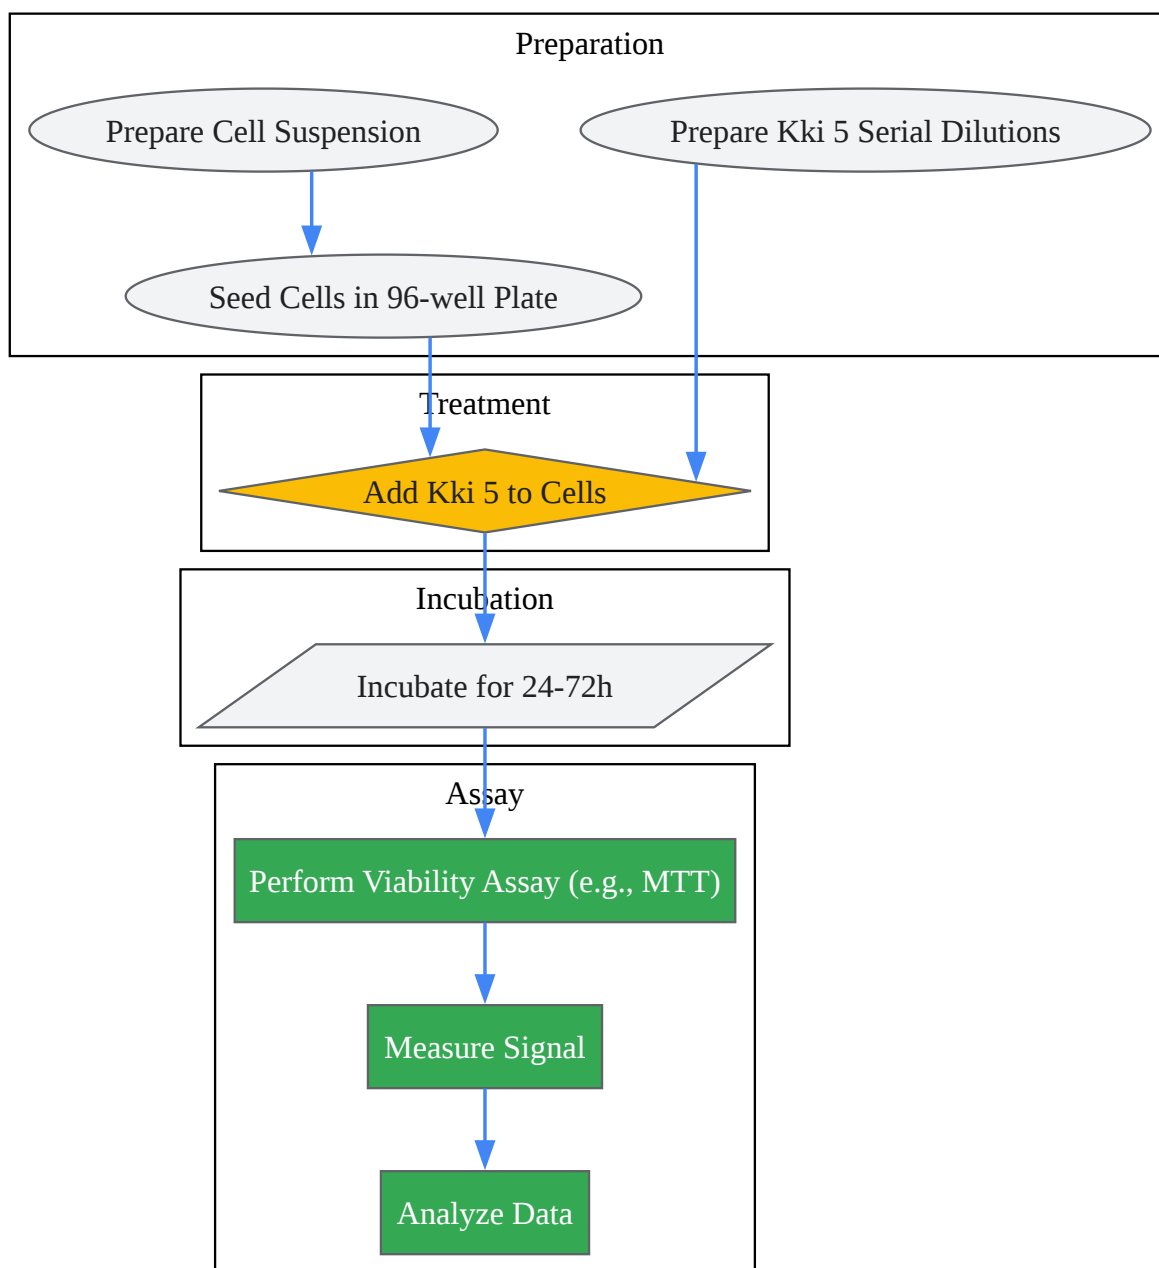 Preparation
Prepare Cell Suspension
Prepare Kki 5 Serial Dilutions
Seed Cells in 96-well Plate
Treatment
Add Kki 5 to Cells
Incubation
Incubate for 24-72h
Assay
Perform Viability Assay (e.g., MTT)
Measure Signal
Analyze Data